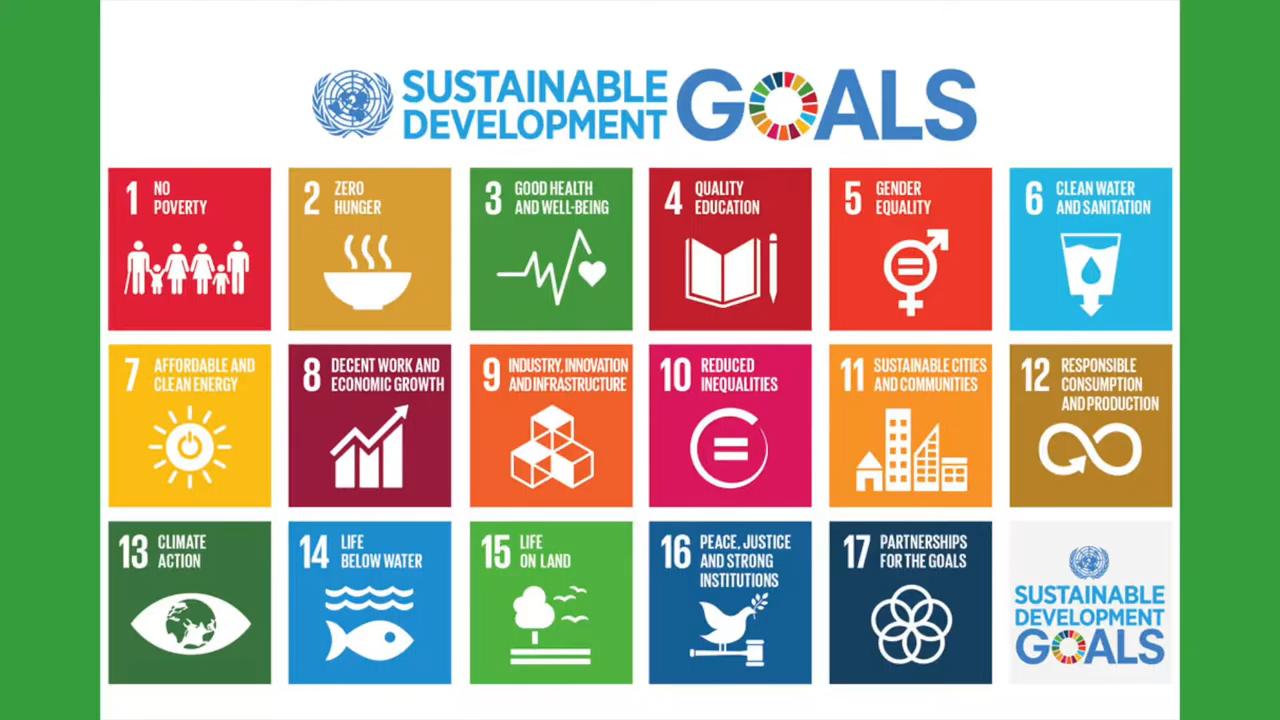 SUSTAINABLE
DEVELOPMENT
GOALS
1 NO
POVERTY
2 ZERO
HUNGER
3 GOOD HEALTH
AND WELL-BEING
4 QUALITY
EDUCATION
5 GENDER
EQUALITY
6 CLEAN WATER
AND SANITATION
7 AFFORDABLE AND
CLEAN ENERGY
8 DECENT WORK AND
ECONOMIC GROWTH
9 INDUSTRY, INNOVATION
AND INFRASTRUCTURE
10 REDUCED
INEQUALITIES
11 SUSTAINABLE CITIES
AND COMMUNITIES
12 RESPONSIBLE
CONSUMPTION
AND PRODUCTION
13 CLIMATE
ACTION
14 LIFE
BELOW WATER
15 LIFE
ON LAND
16 PEACE, JUSTICE
AND STRONG
INSTITUTIONS
17 PARTNERSHIPS
FOR THE GOALS
SUSTAINABLE
DEVELOPMENT
GOALS